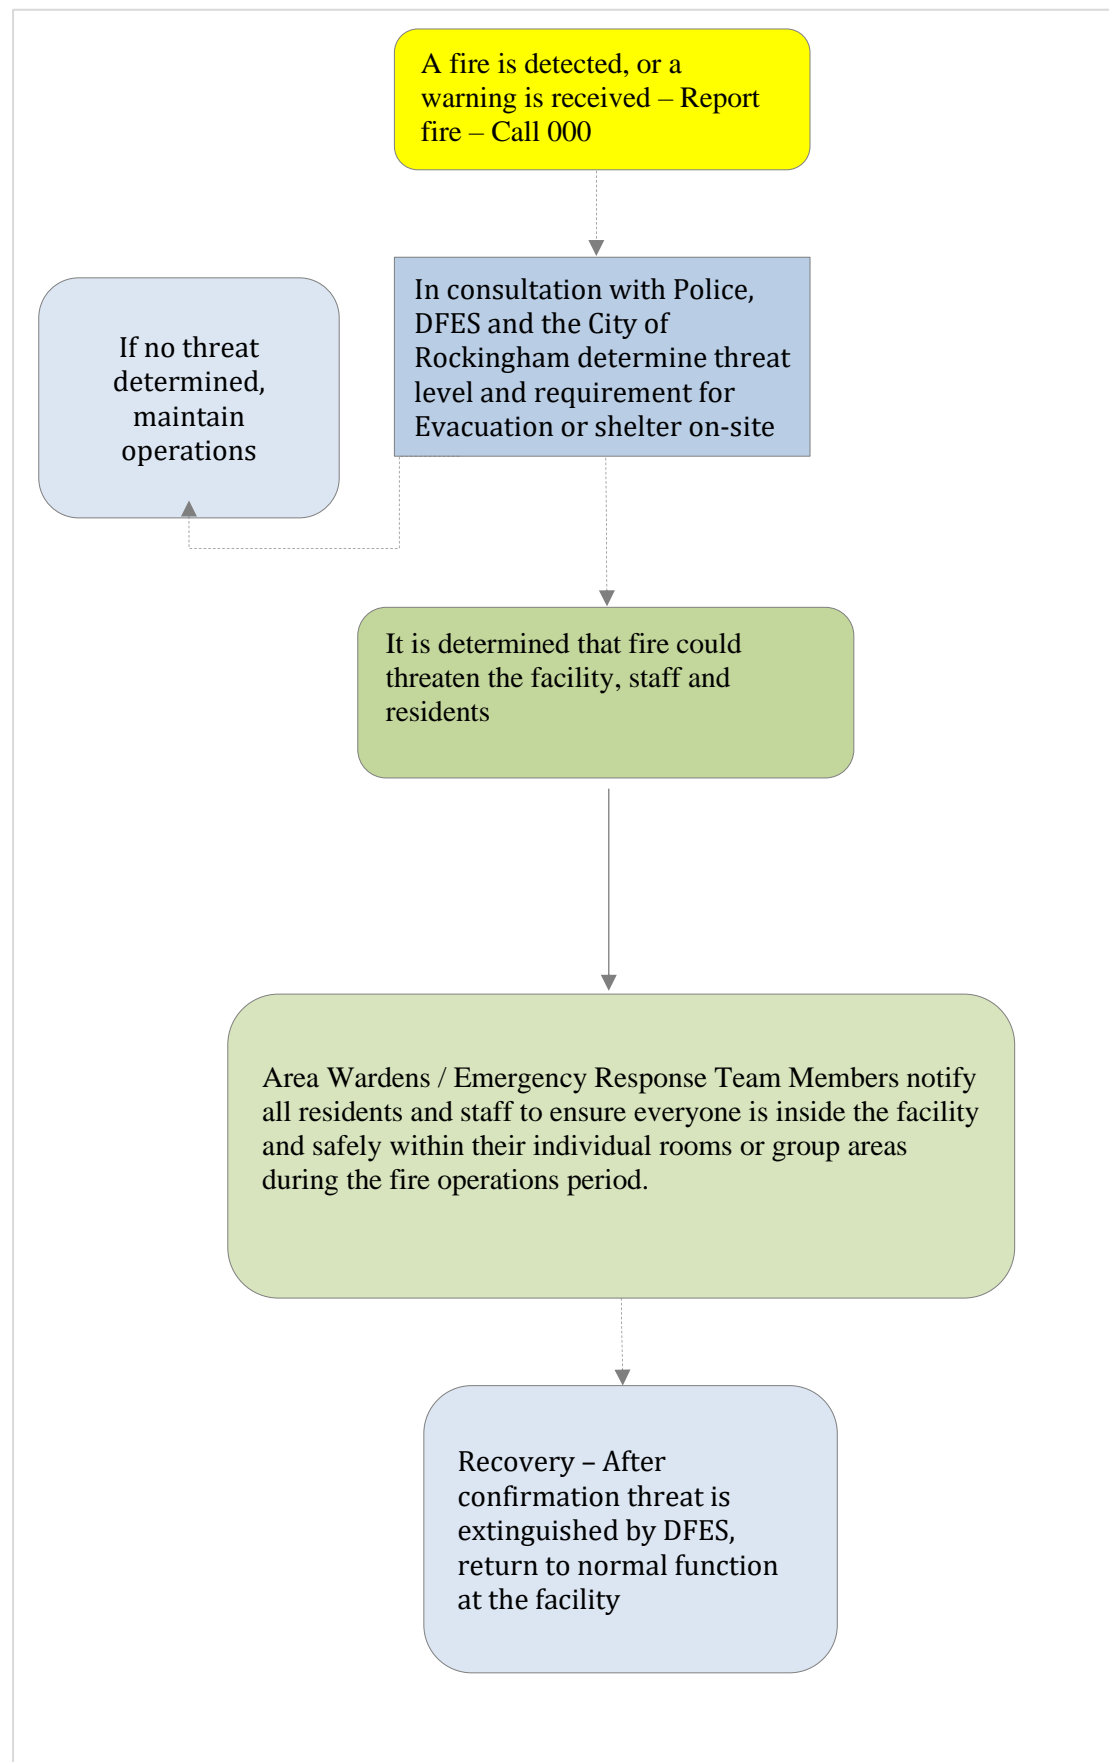 A fire is detected, or a
warning is received – Report
fire – Call 000
In consultation with Police,
DFES and the City of
Rockingham determine threat
level and requirement for
Evacuation or shelter on-site
If no threat
determined,
maintain
operations
It is determined that fire could
threaten the facility, staff and
residents
Area Wardens / Emergency Response Team Members notify
all residents and staff to ensure everyone is inside the facility
and safely within their individual rooms or group areas
during the fire operations period.
Recovery – After
confirmation threat is
extinguished by DFES,
return to normal function
at the facility